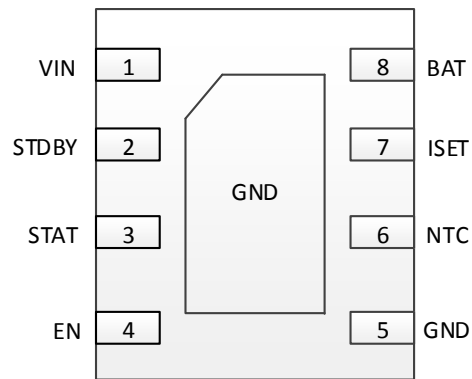 VIN 1 8 BAT
STDBY 2 7 ISET
GND
STAT 3 6 NTC
EN 4 5 GND